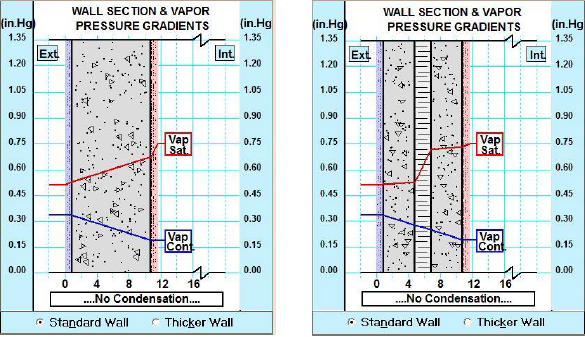 WALL SECTION & VAPOR
(in.Hg) PRESSURE GRADIENTS (in.Hg)
1.35 1.35
Ext. Int.
1.20 1.20
1.05 1.05
0.90 0.90
0.75 0.75
Vap
Sat.
0.60 0.60
0.45 0.45
0.30 0.30
Vap
Cont.
0.15 0.15
0.00 0.00
0 4 8 12 16
....No Condensation....
Standard Wall Thicker Wall
WALL SECTION & VAPOR
(in.Hg) PRESSURE GRADIENTS (in.Hg)
1.35 1.35
Ext. Int.
1.20 1.20
1.05 1.05
0.90 0.90
0.75 0.75
Vap
Sat.
0.60 0.60
0.45 0.45
0.30 0.30
Vap
Cont.
0.15 0.15
0.00 0.00
0 4 8 12 16
....No Condensation....
Standard Wall Thicker Wall